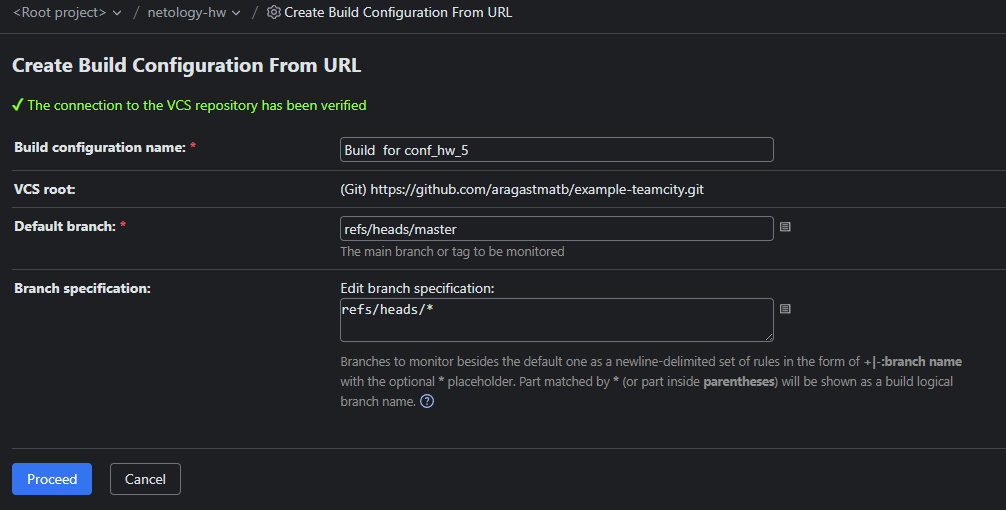 <Root project> / netology-hw / Create Build Configuration From URL
Create Build Configuration From URL
The connection to the VCS repository has been verified
Build configuration name: * Build  for conf_hw_5
VCS root: (Git) https://github.com/aragastmatb/example-teamcity.git
Default branch: * refs/heads/master
The main branch or tag to be monitored
Branch specification: Edit branch specification:
refs/heads/*
Branches to monitor besides the default one as a newline-delimited set of rules in the form of +|-:branch name
with the optional * placeholder. Part matched by * (or part inside parentheses) will be shown as a build logical
branch name. ?
Proceed Cancel